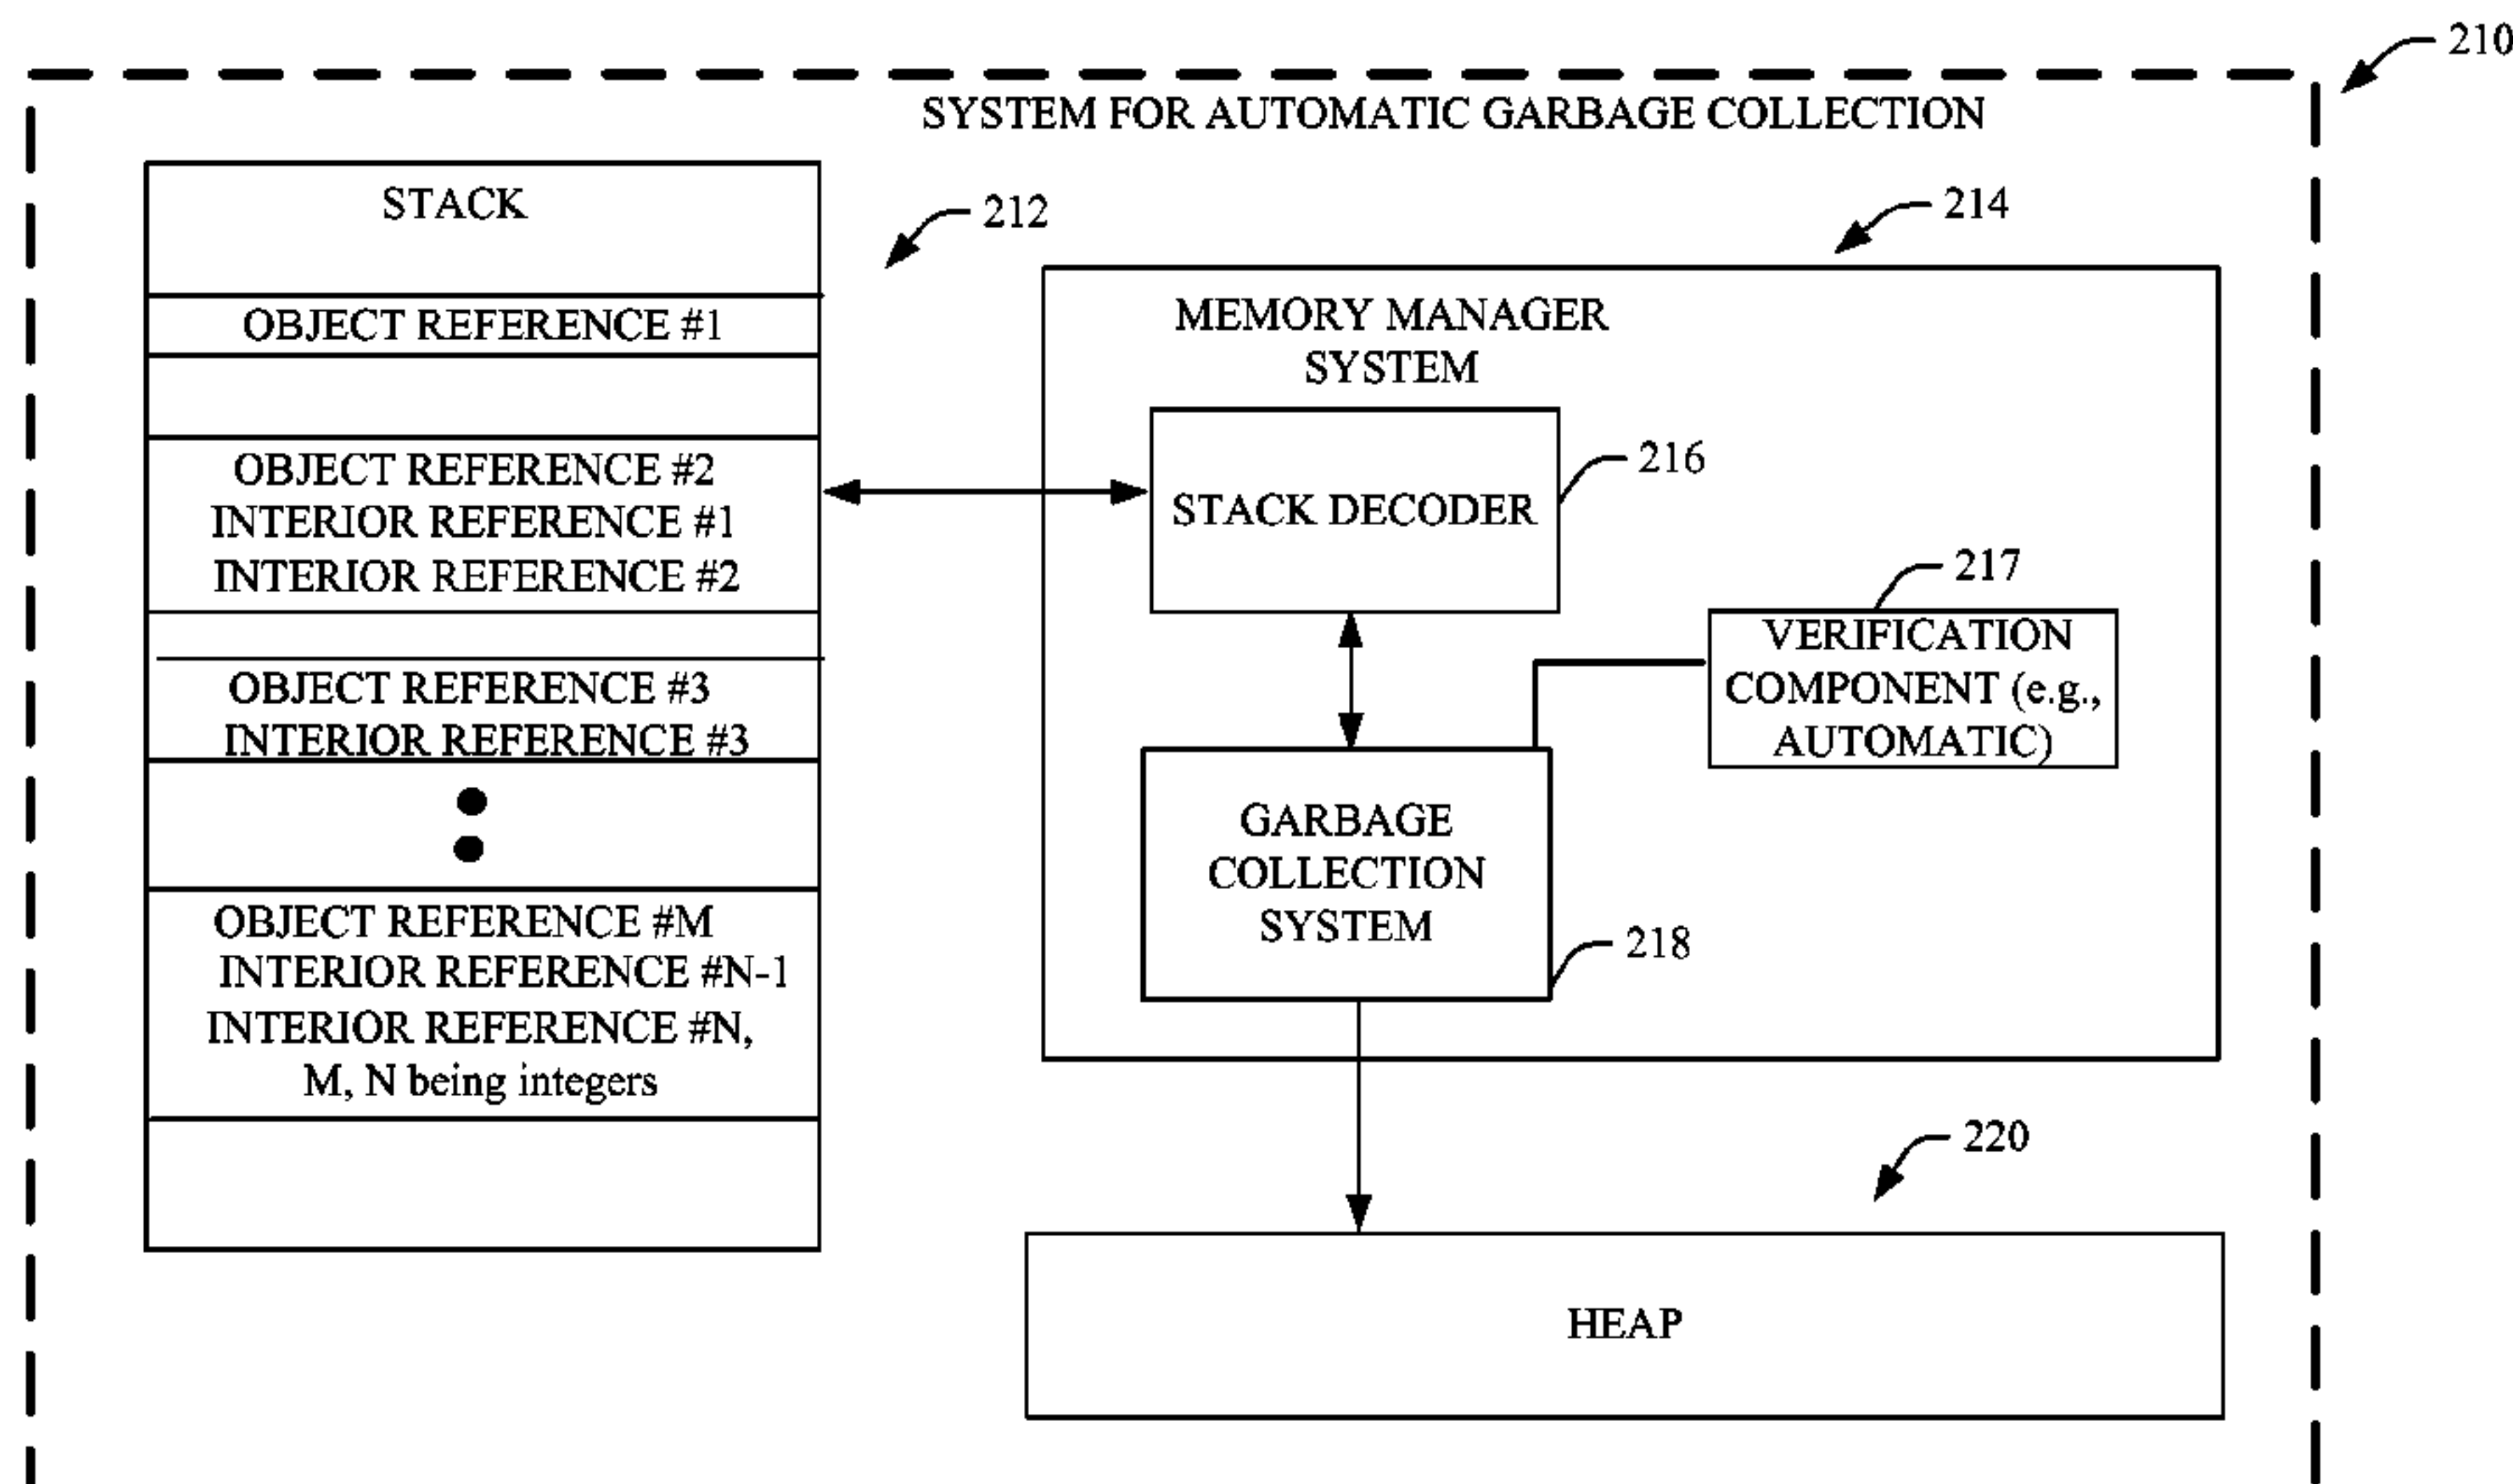 210
SYSTEM FOR AUTOMATIC GARBAGE COLLECTION
STACK
212
OBJECT REFERENCE #1
OBJECT REFERENCE #2
INTERIOR REFERENCE #1
INTERIOR REFERENCE #2
OBJECT REFERENCE #3
INTERIOR REFERENCE #3
OBJECT REFERENCE #M
INTERIOR REFERENCE #N-1
INTERIOR REFERENCE #N,
M, N being integers
214
MEMORY MANAGER
SYSTEM
STACK DECODER
216
217
VERIFICATION
COMPONENT (e.g.,
AUTOMATIC)
GARBAGE
COLLECTION
SYSTEM
218
220
HEAP